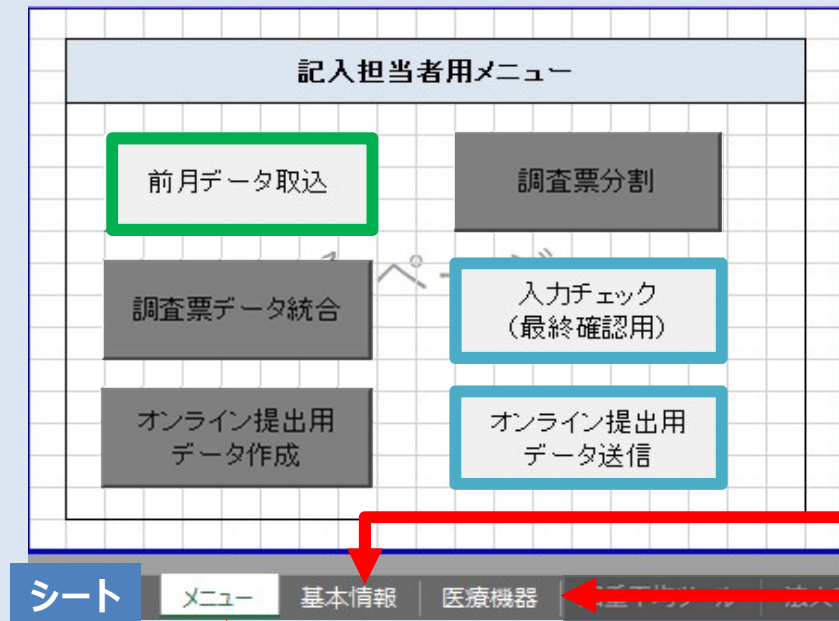 記入担当者用メニュー
前月データ取込
調査票分割
調査票データ統合
入力チェック
(最終確認用)
オンライン提出用
データ作成
オンライン提出用
データ送信
シート
メニュー
基本情報
医療機器